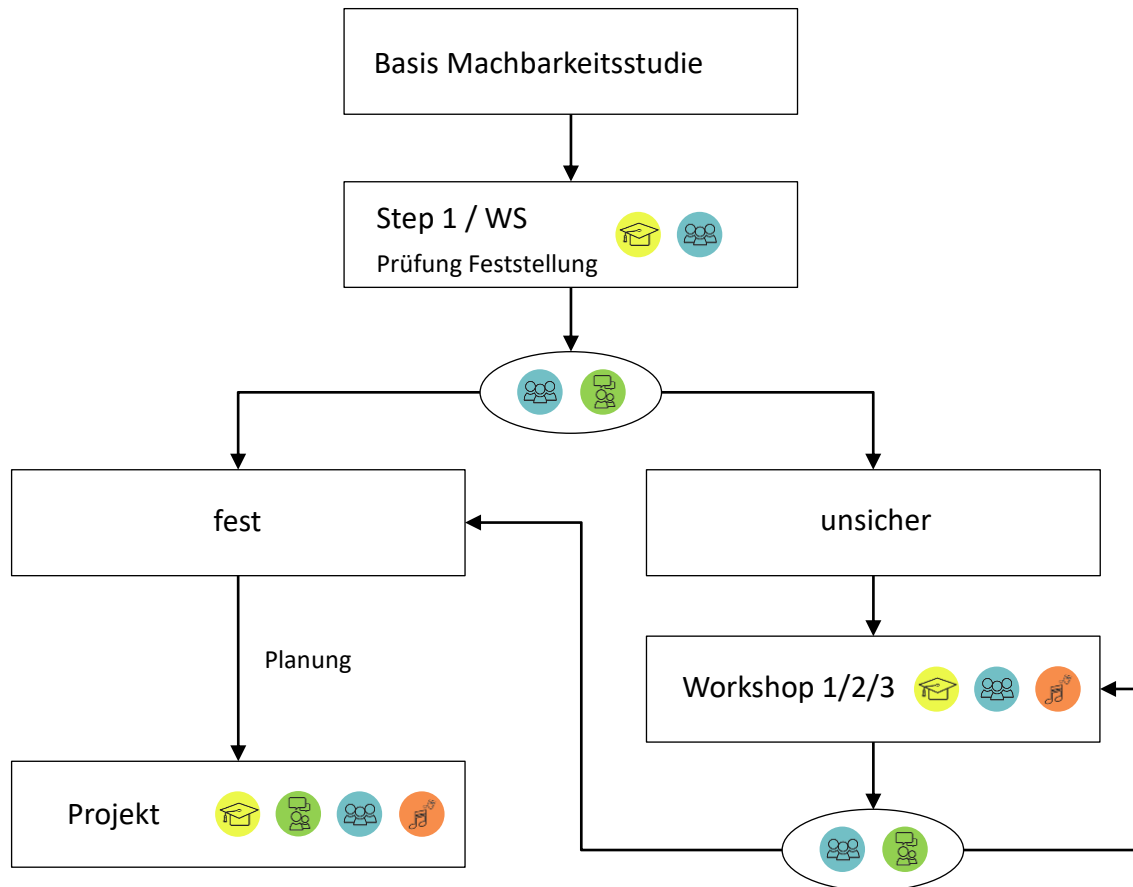 Basis Machbarkeitsstudie
Step 1 / WS
Prüfung Feststellung
fest
unsicher
Planung
Workshop 1/2/3
Projekt